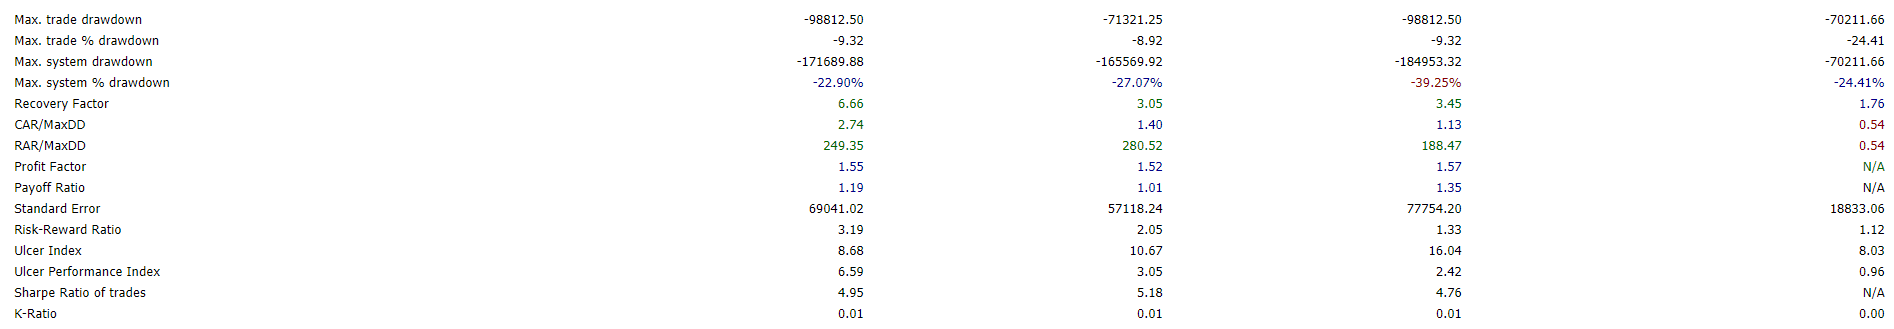 Max. trade drawdown -98812.50 -71321.25 -98812.50 -70211.66
Max. trade % drawdown -9.32 -8.92 -9.32 -24.41
Max. system drawdown -171689.88 -165569.92 -184953.32 -70211.66
Max. system % drawdown -22.90% -27.07% -39.25% -24.41%
Recovery Factor 6.66 3.05 3.45 1.76
CAR/MaxDD 2.74 1.40 1.13 0.54
RAR/MaxDD 249.35 280.52 188.47 0.54
Profit Factor 1.55 1.52 1.57 N/A
Payoff Ratio 1.19 1.01 1.35 N/A
Standard Error 69041.02 57118.24 77754.20 18833.06
Risk-Reward Ratio 3.19 2.05 1.33 1.12
Ulcer Index 8.68 10.67 16.04 8.03
Ulcer Performance Index 6.59 3.05 2.42 0.96
Sharpe Ratio of trades 4.95 5.18 4.76 N/A
K-Ratio 0.01 0.01 0.01 0.00